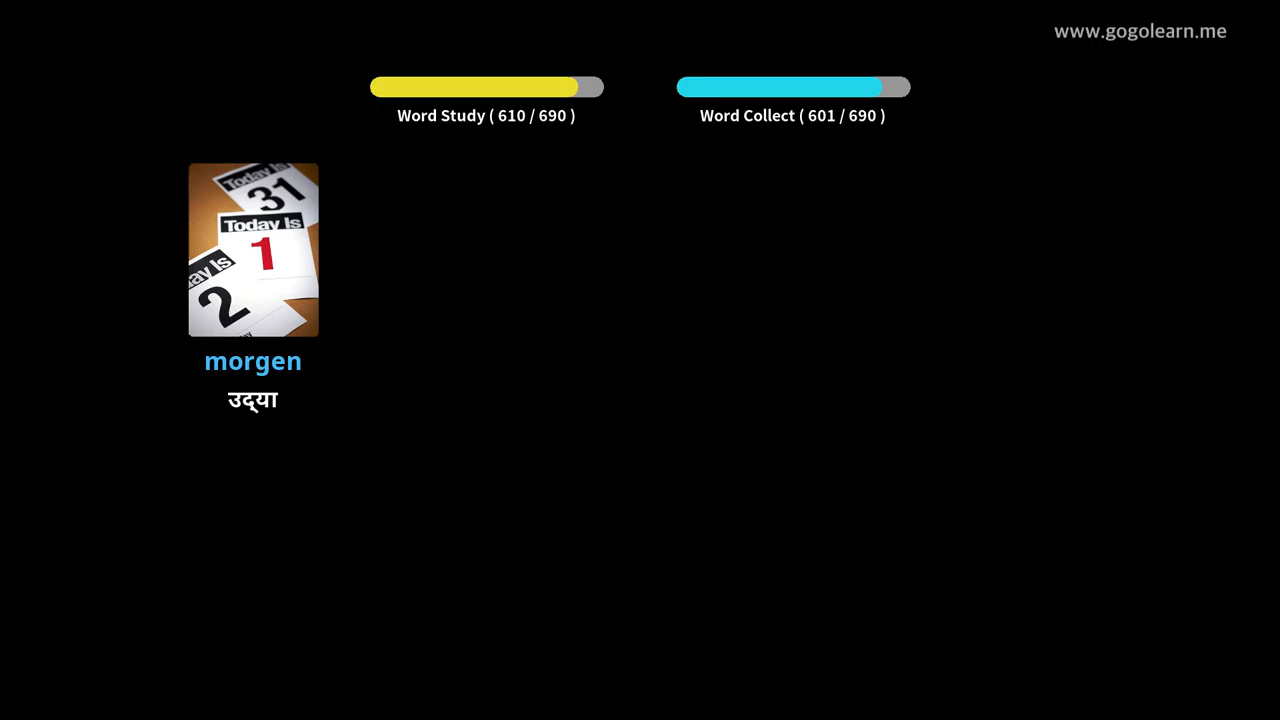 www.gogolearn.me
Word Study ( 610 / 690 )
Word Collect ( 601 / 690 )
Today Is
31
Today Is
1
ay Is
2
morgen
उद्या